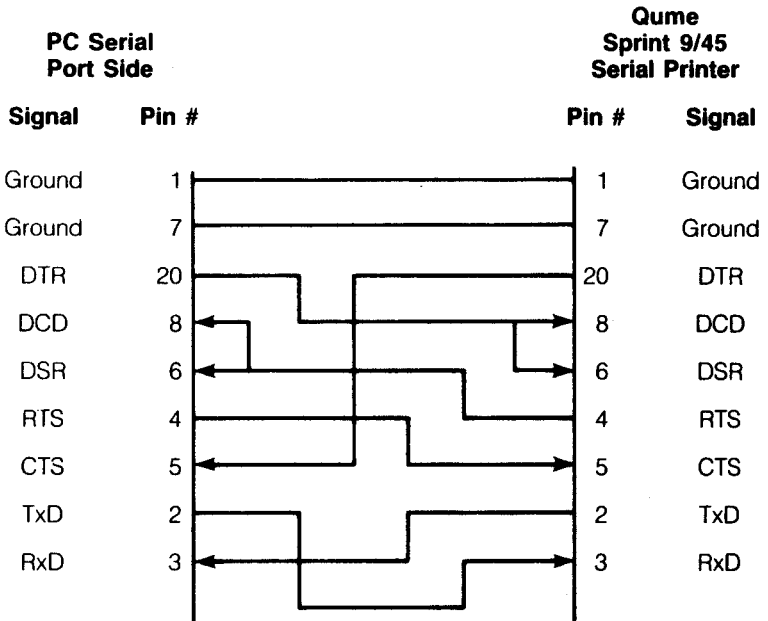 PC Serial
Port Side
Qume
Sprint 9/45
Serial Printer
Signal Pin # Pin # Signal
Ground 1 1 Ground
Ground 7 7 Ground
DTR 20 20 DTR
DCD 8 8 DCD
DSR 6 6 DSR
RTS 4 4 RTS
CTS 5 5 CTS
TxD 2 2 TxD
RxD 3 3 RxD